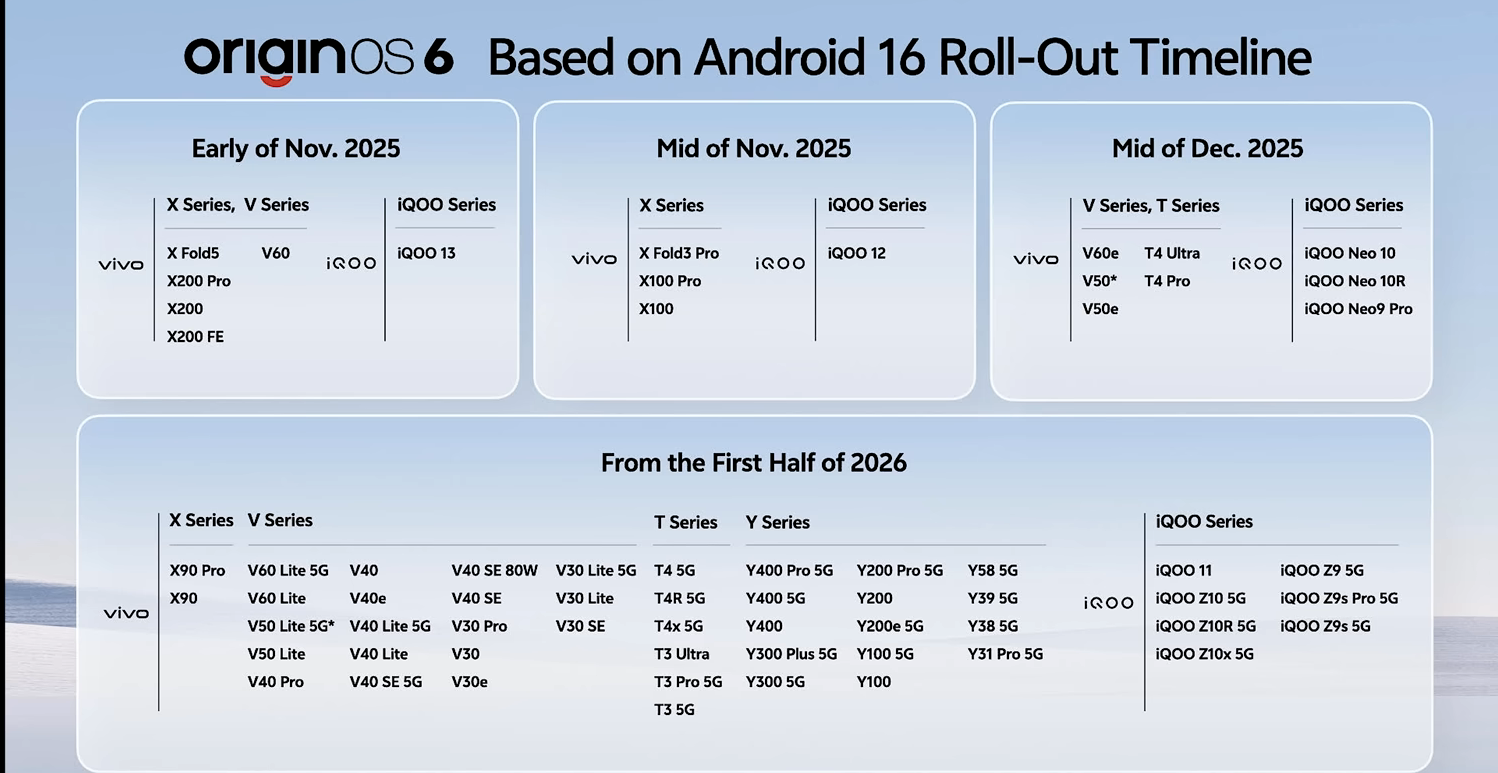 originOS 6 Based on Android 16 Roll-Out Timeline
Early of Nov. 2025
vivo
X Series, V Series
X Fold5 V60
X200 Pro
X200
X200 FE
iQOO
iQOO Series
iQOO 13
Mid of Nov. 2025
vivo
X Series
X Fold3 Pro
X100 Pro
X100
iQOO
iQOO Series
iQOO 12
Mid of Dec. 2025
vivo
V Series, T Series
V60e T4 Ultra
V50* T4 Pro
V50e
iQOO
iQOO Series
iQOO Neo 10
iQOO Neo 10R
iQOO Neo9 Pro
From the First Half of 2026
vivo
X Series
X90 Pro
X90
V Series
V60 Lite 5G V40 V40 SE 80W V30 Lite 5G
V60 Lite V40e V40 SE V30 Lite
V50 Lite 5G* V40 Lite 5G V30 Pro V30 SE
V50 Lite V40 Lite V30
V40 Pro V40 SE 5G V30e
T Series
T4 5G
T4R 5G
T4x 5G
T3 Ultra
T3 Pro 5G
T3 5G
Y Series
Y400 Pro 5G Y200 Pro 5G Y58 5G
Y400 5G Y200 Y39 5G
Y400 Y200e 5G Y38 5G
Y300 Plus 5G Y100 5G Y31 Pro 5G
Y300 5G Y100
iQOO
iQOO Series
iQOO 11 iQOO Z9 5G
iQOO Z10 5G iQOO Z9s Pro 5G
iQOO Z10R 5G iQOO Z9s 5G
iQOO Z10x 5G